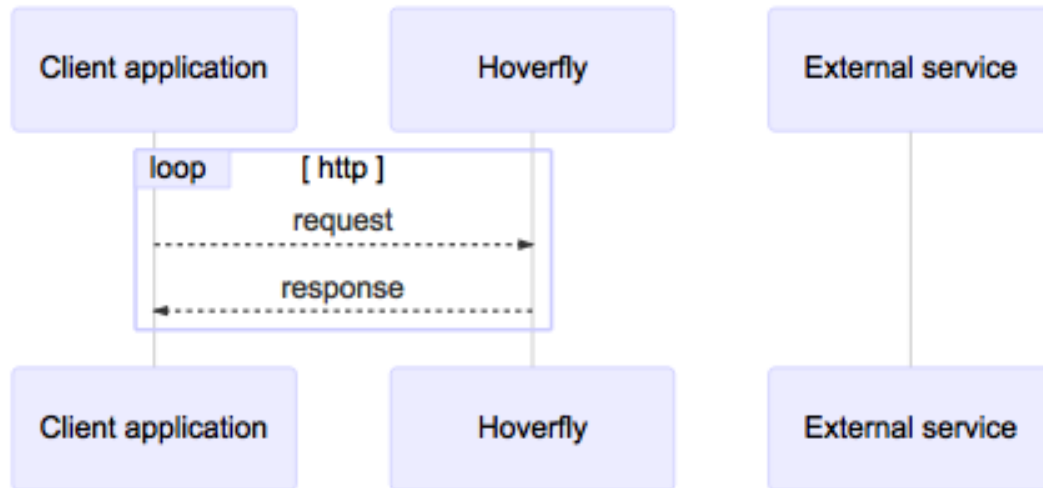 Client application
Hoverfly
External service
loop
[ http ]
request
response
Client application
Hoverfly
External service